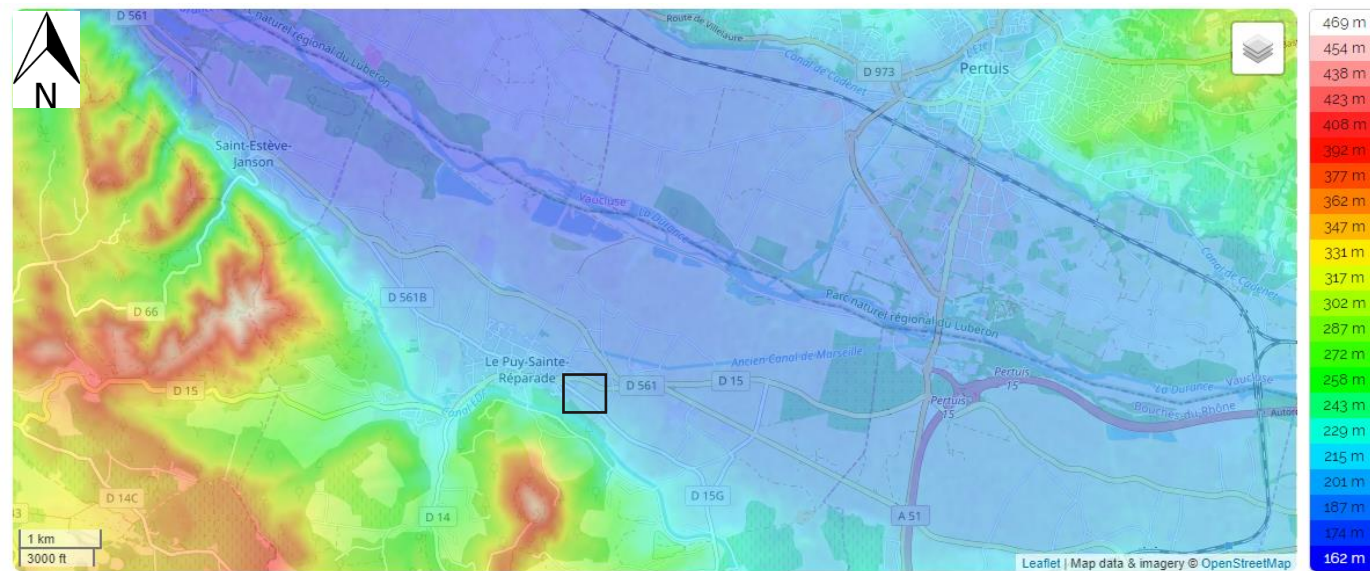 D 561
N
Parc naturel régional du Luberon
Route de Villelaure
Canal de Cadenet
L'Èze
D 973
Pertuis
Saint-Estève-
Janson
Vaucluse
La Durance
D 561B
D 66
Parc naturel régional du Luberon
Canal de Cadenet
Ancien Canal de Marseille
Le Puy-Sainte-
Réparade
D 15
D 561
D 15
Pertuis
15
Pertuis
15
La Durance
Vaucluse
Bouches-du-Rhône
Canal EDF
D 14C
D 14
D 15G
A 51
1 km
3000 ft
Leaflet | Map data & imagery © OpenStreetMap
469 m
454 m
438 m
423 m
408 m
392 m
377 m
362 m
347 m
331 m
317 m
302 m
287 m
272 m
258 m
243 m
229 m
215 m
201 m
187 m
174 m
162 m